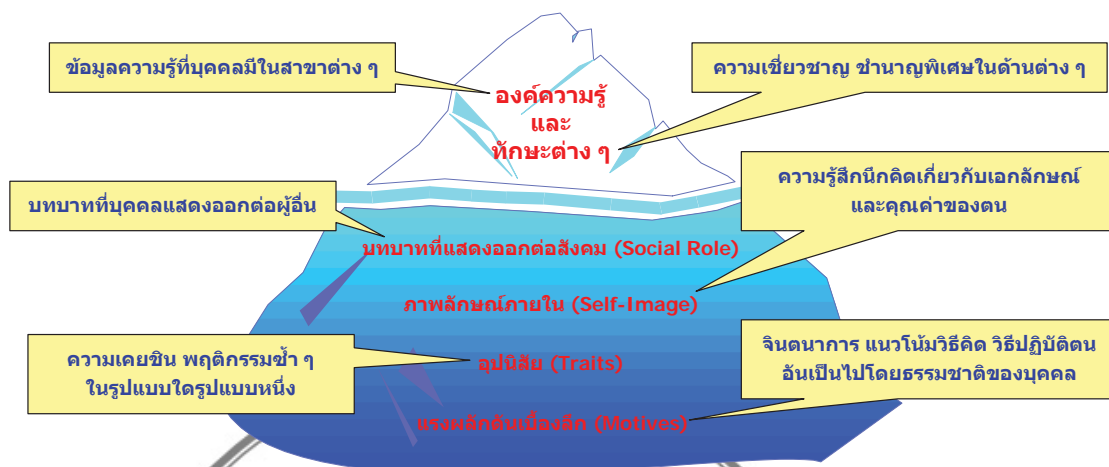 ข้อมูลความรู้ที่บุคคลมีในสาขาต่าง ๆ
ความเชี่ยวชาญ ชำนาญพิเศษในด้านต่าง ๆ
องค์ความรู้
และ
ทักษะต่าง ๆ
ความรู้สึกนึกคิดเกี่ยวกับเอกลักษณ์
และคุณค่าของตน
บทบาทที่บุคคลแสดงออกต่อผู้อื่น
บทบาทที่แสดงออกต่อสังคม (Social Role)
ภาพลักษณ์ภายใน (Self-Image)
ความเคยชิน พฤติกรรมซ้ำ ๆ
ในรูปแบบใดรูปแบบหนึ่ง
อุปนิสัย (Traits)
จินตนาการ แนวโน้มวิธีคิด วิธีปฏิบัติตน
อันเป็นไปโดยธรรมชาติของบุคคล
แรงผลักดันเบื้องลึก (Motives)